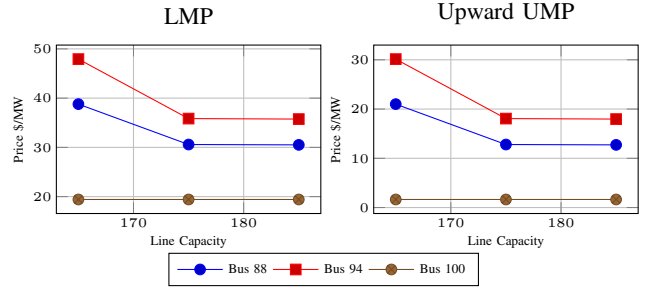 LMP
50
40
30
20
Price $/MW
170 180
Line Capacity
Upward UMP
30
20
10
0
Price $/MW
170 180
Line Capacity
Bus 88 Bus 94 Bus 100